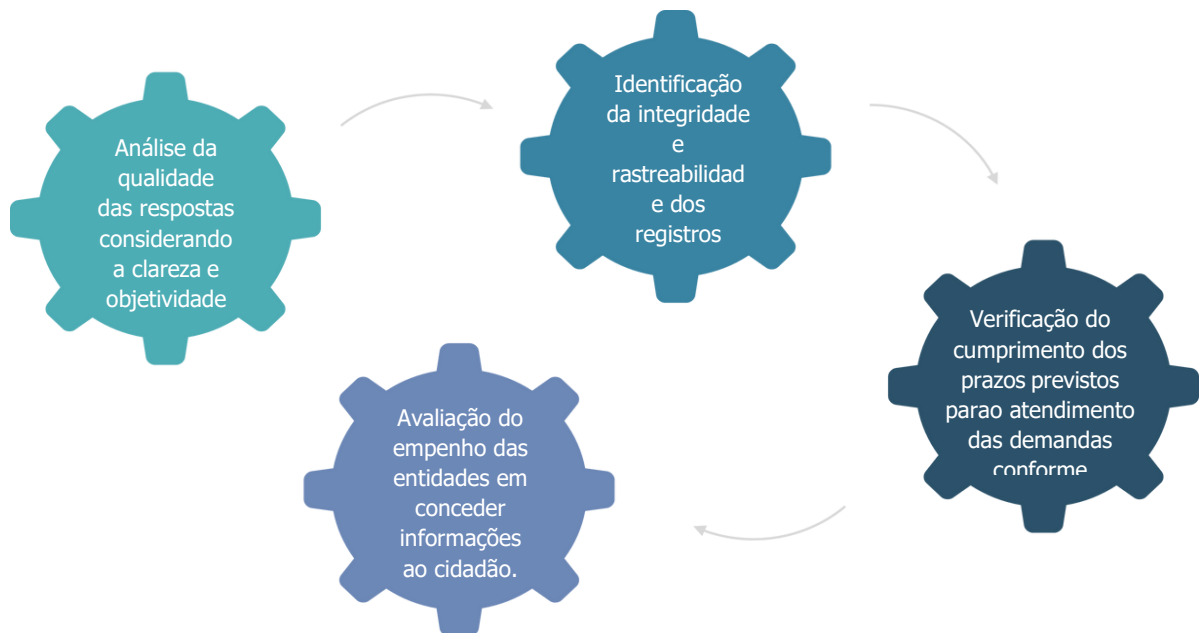 Análise da
qualidade
das respostas
considerando
a clareza e
objetividade
Identificação
da integridade
e
rastreabilidad
e dos
registros
Verificação do
cumprimento dos
prazos previstos
parao atendimento
das demandas
conforme
Avaliação do
empenho das
entidades em
conceder
informações
ao cidadão.